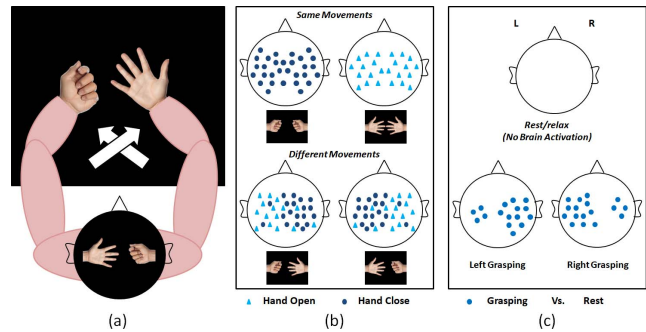 Same Movements
Different Movements
Hand Open
Hand Close
L R
Rest/relax
(No Brain Activation)
Left Grasping
Right Grasping
Grasping Vs. Rest
(a)
(b)
(c)